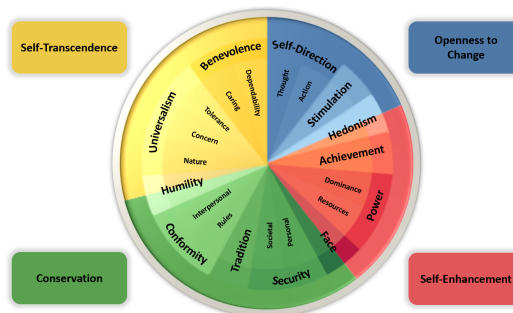 Self-Transcendence
Openness to
Change
Benevolence
Dependability
Caring
Universalism
Tolerance
Concern
Nature
Humility
Self-Direction
Thought
Action
Stimulation
Hedonism
Achievement
Dominance
Resources
Power
Face
Security
Personal
Societal
Tradition
Conformity
Interpersonal
Rules
Conservation
Self-Enhancement